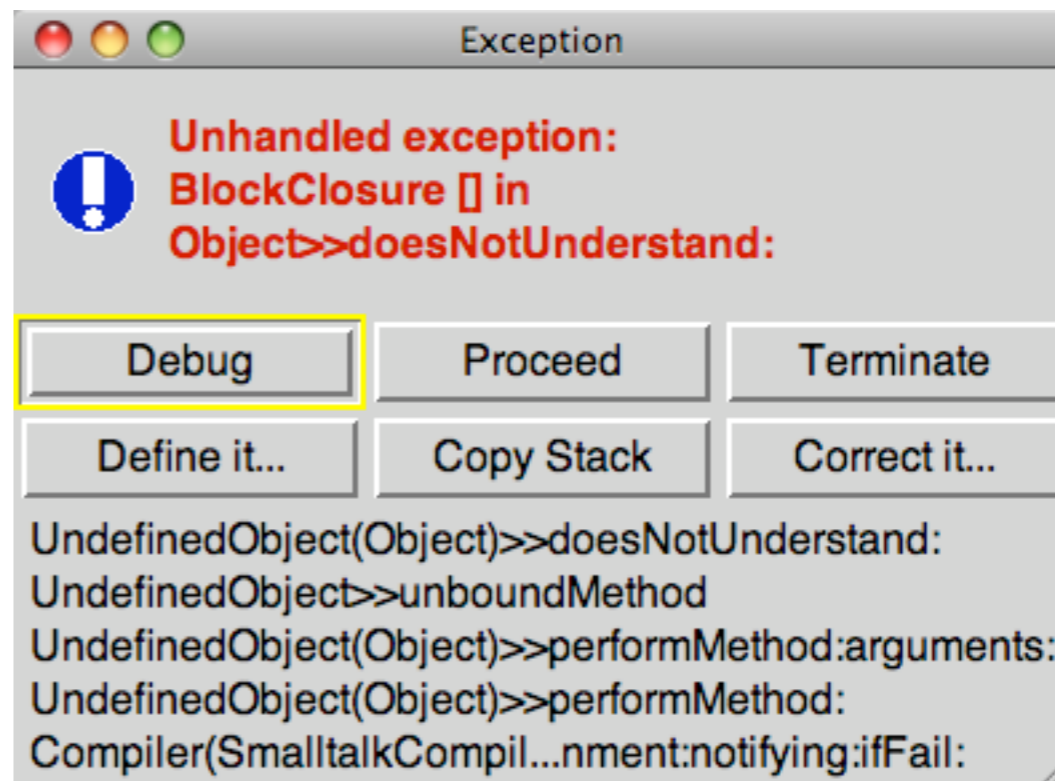 Exception
Unhandled exception:
BlockClosure [] in
Object>>doesNotUnderstand:
Debug Proceed Terminate
Define it... Copy Stack Correct it...
UndefinedObject(Object)>>doesNotUnderstand:
UndefinedObject>>unboundMethod
UndefinedObject(Object)>>performMethod:arguments:
UndefinedObject(Object)>>performMethod:
Compiler(SmalltalkCompil...nment:notifying:ifFail: